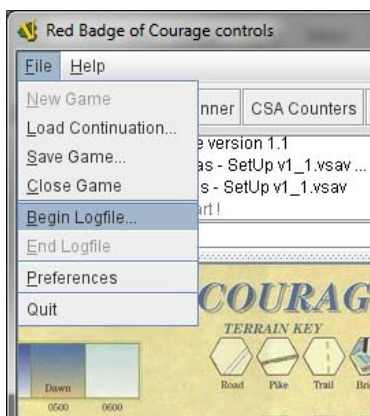 Red Badge of Courage controls
File Help
New Game
Load Continuation...
Save Game...
Close Game
Begin Logfile...
End Logfile
Preferences
Quit
nner CSA Counters
version 1.1
as - SetUp v1_1.vsav ...
s - SetUp v1_1.vsav
art !
COURAG
TERRAIN KEY
Road Pike Trail Bri
Dawn
0500 0600